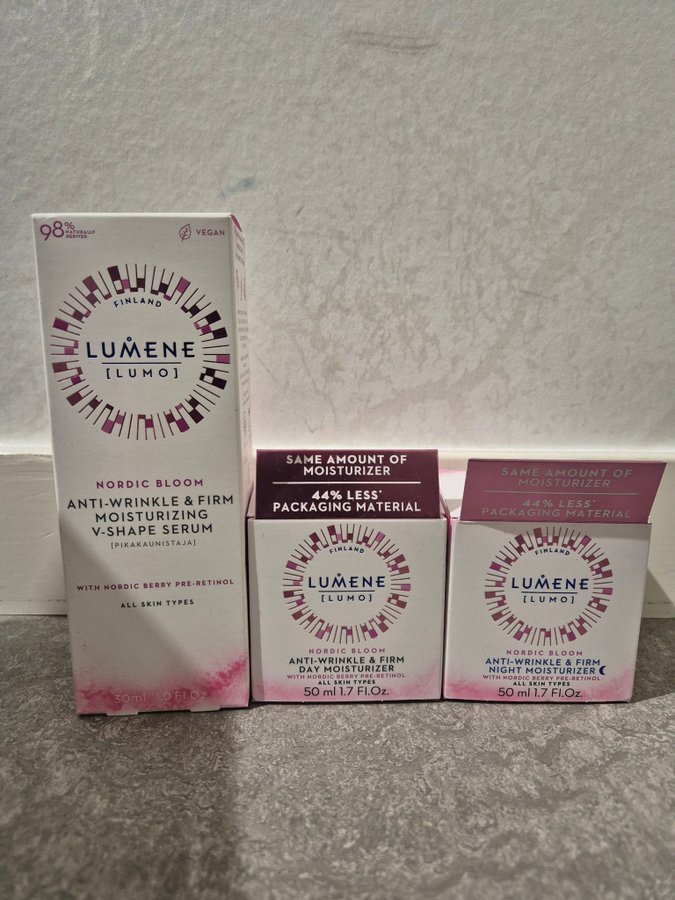 98%
NATURALLY
DERIVED
VEGAN
FINLAND
LUMENE
[LUMO]
NORDIC BLOOM
ANTI-WRINKLE & FIRM
MOISTURIZING
V-SHAPE SERUM
[PIKAKAUNISTAJA]
WITH NORDIC BERRY PRE-RETINOL
ALL SKIN TYPES
30ml 1.0 Fl.Oz.
SAME AMOUNT OF
MOISTURIZER
44% LESS*
PACKAGING MATERIAL
FINLAND
LUMENE
[LUMO]
NORDIC BLOOM
ANTI-WRINKLE & FIRM
DAY MOISTURIZER
WITH NORDIC BERRY PRE-RETINOL
ALL SKIN TYPES
50 ml 1.7 Fl.Oz.
SAME AMOUNT OF
MOISTURIZER
44% LESS*
PACKAGING MATERIAL
FINLAND
LUMENE
[LUMO]
NORDIC BLOOM
ANTI-WRINKLE & FIRM
NIGHT MOISTURIZER
WITH NORDIC BERRY PRE-RETINOL
ALL SKIN TYPES
50 ml 1.7 Fl.Oz.